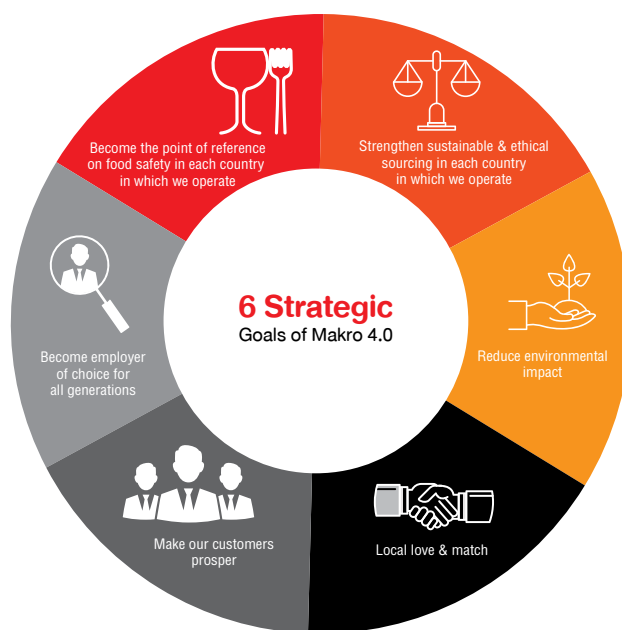 Become the point of reference
on food safety in each country
in which we operate
Strengthen sustainable & ethical
sourcing in each country
in which we operate
6 Strategic
Goals of Makro 4.0
Become employer
of choice for
all generations
Reduce environmental
impact
Make our customers
prosper
Local love & match